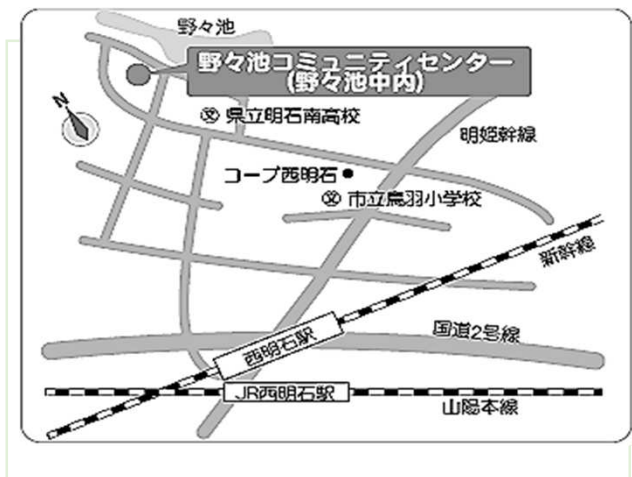 野々池
野々池コミュニティセンター
(野々池中内)
N
文 県立明石南高校
明姫幹線
コープ西明石
文 市立鳥羽小学校
新幹線
国道2号線
西明石駅
JR西明石駅
山陽本線